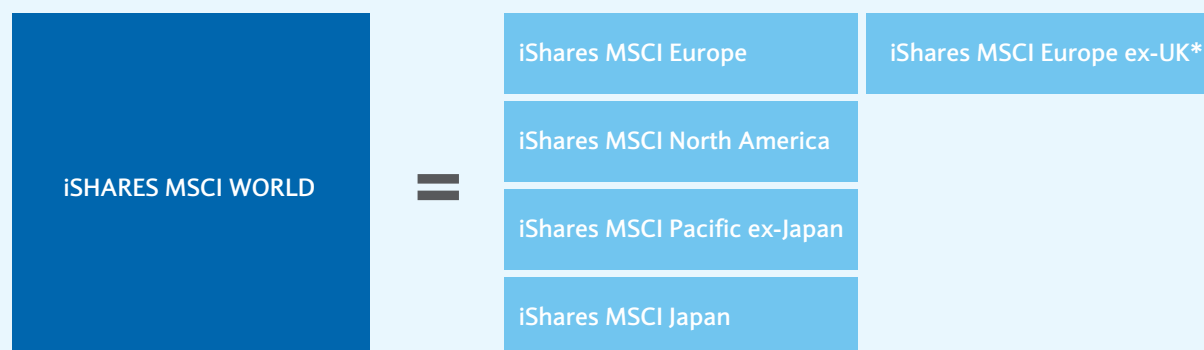 iShares MSCI Europe
iShares MSCI Europe ex-UK*
iShares MSCI North America
iSHARES MSCI WORLD
=
iShares MSCI Pacific ex-Japan
iShares MSCI Japan